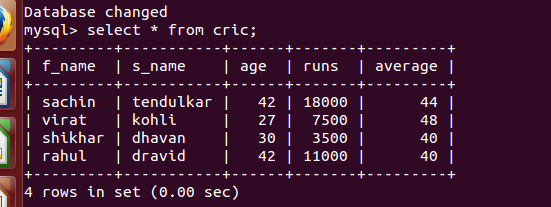 Database changed
mysql> select * from cric;
+---------+-----------+------+-------+---------+
| f_name  | s_name    | age  | runs  | average |
+---------+-----------+------+-------+---------+
| sachin  | tendulkar |   42 | 18000 |      44 |
| virat   | kohli     |   27 |  7500 |      48 |
| shikhar | dhavan    |   30 |  3500 |      40 |
| rahul   | dravid    |   42 | 11000 |      40 |
+---------+-----------+------+-------+---------+
4 rows in set (0.00 sec)